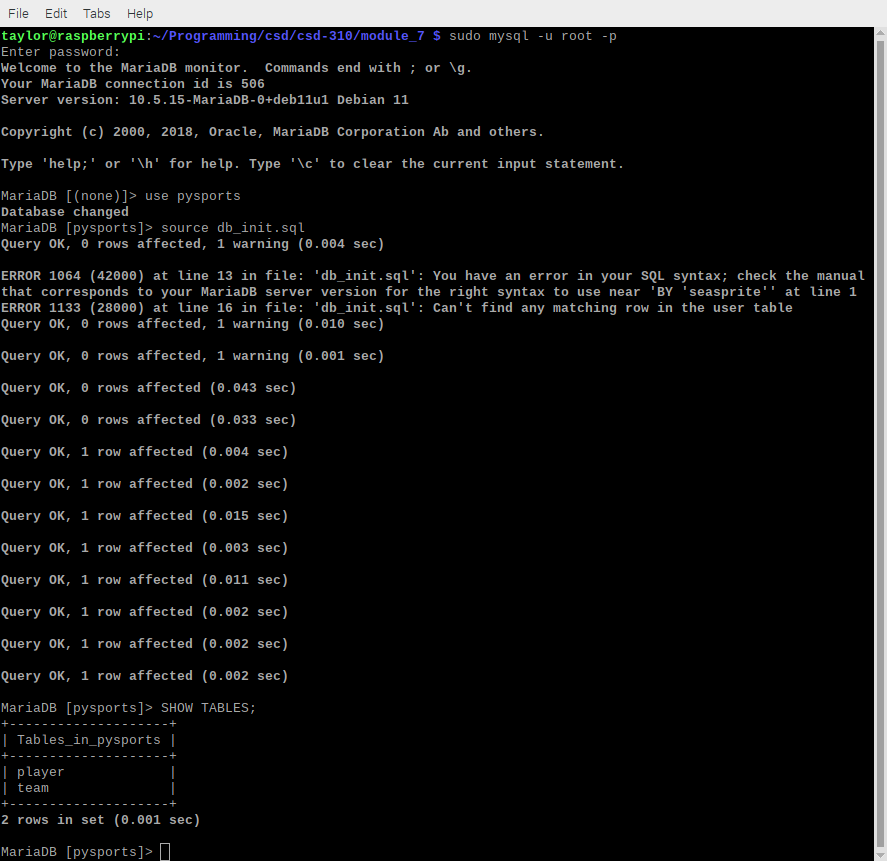 File Edit Tabs Help
taylor@raspberrypi:~/Programming/csd/csd-310/module_7 $ sudo mysql -u root -p
Enter password:
Welcome to the MariaDB monitor.  Commands end with ; or \g.
Your MariaDB connection id is 506
Server version: 10.5.15-MariaDB-0+deb11u1 Debian 11
Copyright (c) 2000, 2018, Oracle, MariaDB Corporation Ab and others.
Type 'help;' or '\h' for help. Type '\c' to clear the current input statement.
MariaDB [(none)]> use pysports
Database changed
MariaDB [pysports]> source db_init.sql
Query OK, 0 rows affected, 1 warning (0.004 sec)
ERROR 1064 (42000) at line 13 in file: 'db_init.sql': You have an error in your SQL syntax; check the manual
that corresponds to your MariaDB server version for the right syntax to use near 'BY 'seasprite'' at line 1
ERROR 1133 (28000) at line 16 in file: 'db_init.sql': Can't find any matching row in the user table
Query OK, 0 rows affected, 1 warning (0.010 sec)
Query OK, 0 rows affected, 1 warning (0.001 sec)
Query OK, 0 rows affected (0.043 sec)
Query OK, 0 rows affected (0.033 sec)
Query OK, 1 row affected (0.004 sec)
Query OK, 1 row affected (0.002 sec)
Query OK, 1 row affected (0.015 sec)
Query OK, 1 row affected (0.003 sec)
Query OK, 1 row affected (0.011 sec)
Query OK, 1 row affected (0.002 sec)
Query OK, 1 row affected (0.002 sec)
Query OK, 1 row affected (0.002 sec)
MariaDB [pysports]> SHOW TABLES;
+--------------------+
| Tables_in_pysports |
+--------------------+
| player             |
| team               |
+--------------------+
2 rows in set (0.001 sec)
MariaDB [pysports]>